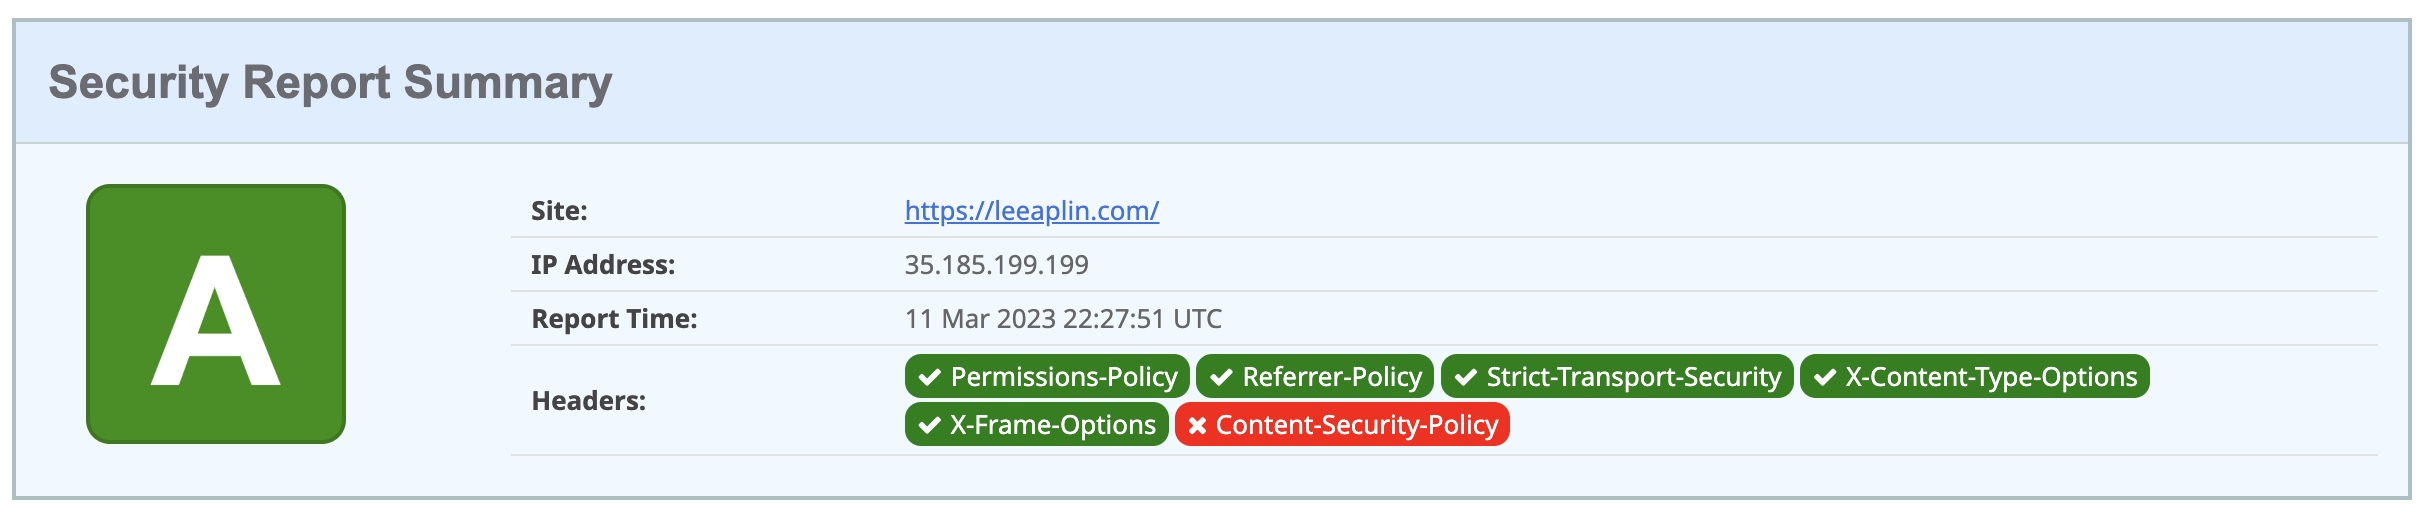 Security Report Summary
A
Site: https://leeaplin.com/
IP Address: 35.185.199.199
Report Time: 11 Mar 2023 22:27:51 UTC
Headers: Permissions-Policy Referrer-Policy Strict-Transport-Security X-Content-Type-Options
X-Frame-Options Content-Security-Policy